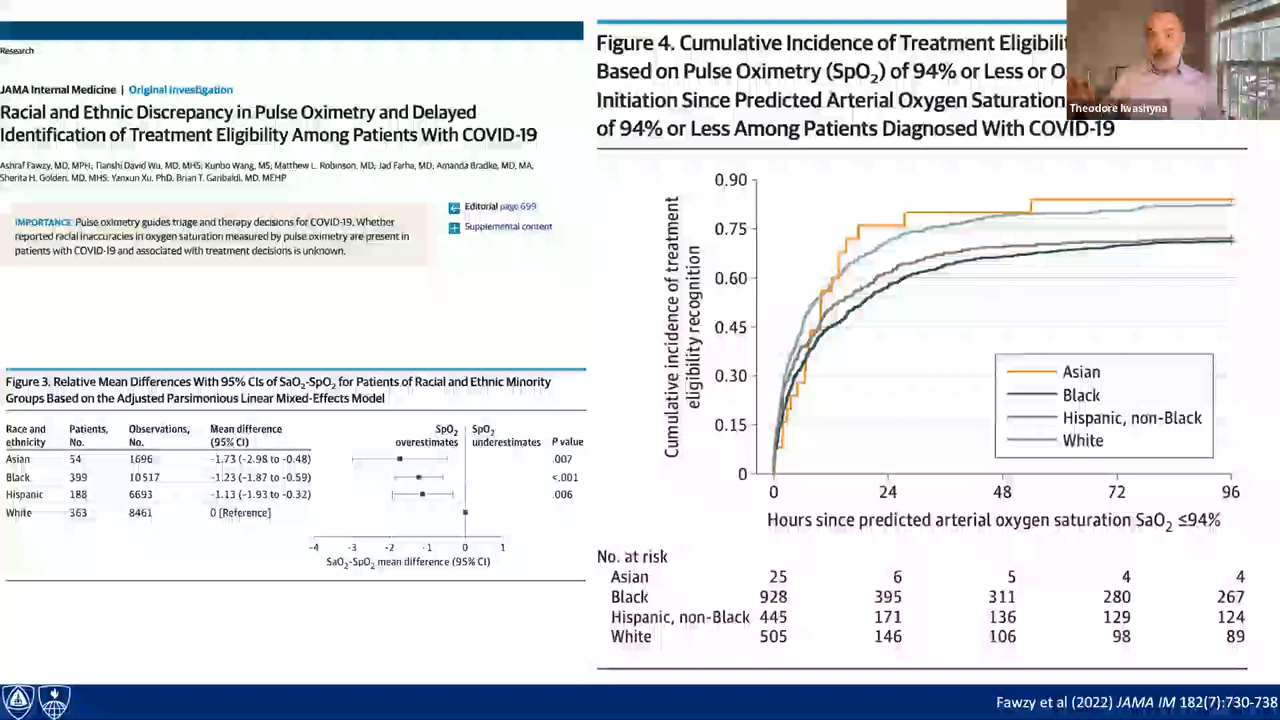 Research
JAMA Internal Medicine | Original Investigation
Racial and Ethnic Discrepancy in Pulse Oximetry and Delayed
Identification of Treatment Eligibility Among Patients With COVID-19
Ashraf Fawzy, MD, MPH; Tianshi David Wu, MD, MHS; Kunbo Wang, MS; Matthew L. Robinson, MD; Jad Farha, MD; Amanda Bradke, MD, MA;
Sherita H. Golden, MD, MHS; Yanxun Xu, PhD; Brian T. Garibaldi, MD, MEHP
IMPORTANCE Pulse oximetry guides triage and therapy decisions for COVID-19. Whether
reported racial inaccuracies in oxygen saturation measured by pulse oximetry are present in
patients with COVID-19 and associated with treatment decisions is unknown.
Editorial page 699
Supplemental content
Figure 3. Relative Mean Differences With 95% CIs of SaO2-SpO2 for Patients of Racial and Ethnic Minority
Groups Based on the Adjusted Parsimonious Linear Mixed-Effects Model
Race and ethnicity Patients, No. Observations, No. Mean difference (95% CI) SpO2 overestimates SpO2 underestimates P value
Asian 54 1696 -1.73 (-2.98 to -0.48) .007
Black 399 10517 -1.23 (-1.87 to -0.59) <.001
Hispanic 188 6693 -1.13 (-1.93 to -0.32) .006
White 363 8461 0 [Reference]
-4 -3 -2 -1 0 1
SaO2-SpO2 mean difference (95% CI)
Figure 4. Cumulative Incidence of Treatment
Based on Pulse Oximetry (SpO2) of 94% or Less or
Initiation Since Predicted Arterial Oxygen Saturation
of 94% or Less Among Patients Diagnosed With COVID-19
Theodore Iwashyna
Cumulative incidence of treatment
eligibility recognition
0.90
0.75
0.60
0.45
0.30
0.15
0
Asian
Black
Hispanic, non-Black
White
0 24 48 72 96
Hours since predicted arterial oxygen saturation SaO2 ≤94%
No. at risk
Asian 25 6 5 4 4
Black 928 395 311 280 267
Hispanic, non-Black 445 171 136 129 124
White 505 146 106 98 89
Fawzy et al (2022) JAMA IM 182(7):730-738